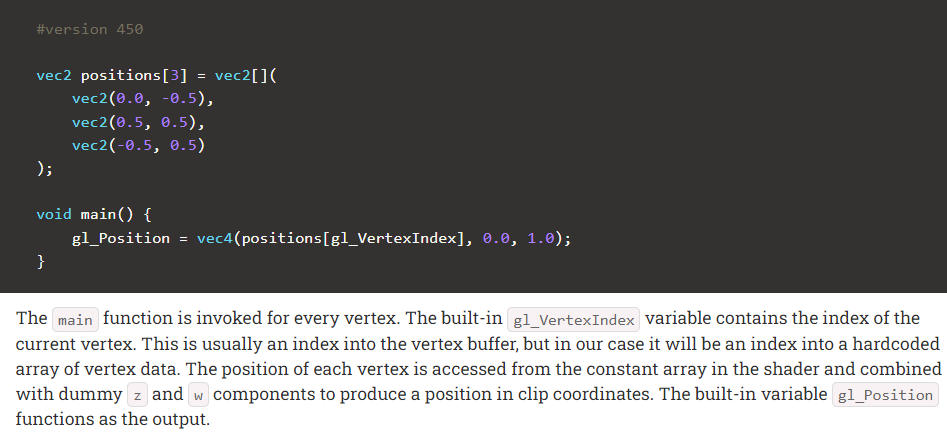 #version 450
vec2 positions[3] = vec2[](
    vec2(0.0, -0.5),
    vec2(0.5, 0.5),
    vec2(-0.5, 0.5)
);
void main() {
    gl_Position = vec4(positions[gl_VertexIndex], 0.0, 1.0);
}
The main function is invoked for every vertex. The built-in gl_VertexIndex variable contains the index of the
current vertex. This is usually an index into the vertex buffer, but in our case it will be an index into a hardcoded
array of vertex data. The position of each vertex is accessed from the constant array in the shader and combined
with dummy z and w components to produce a position in clip coordinates. The built-in variable gl_Position
functions as the output.